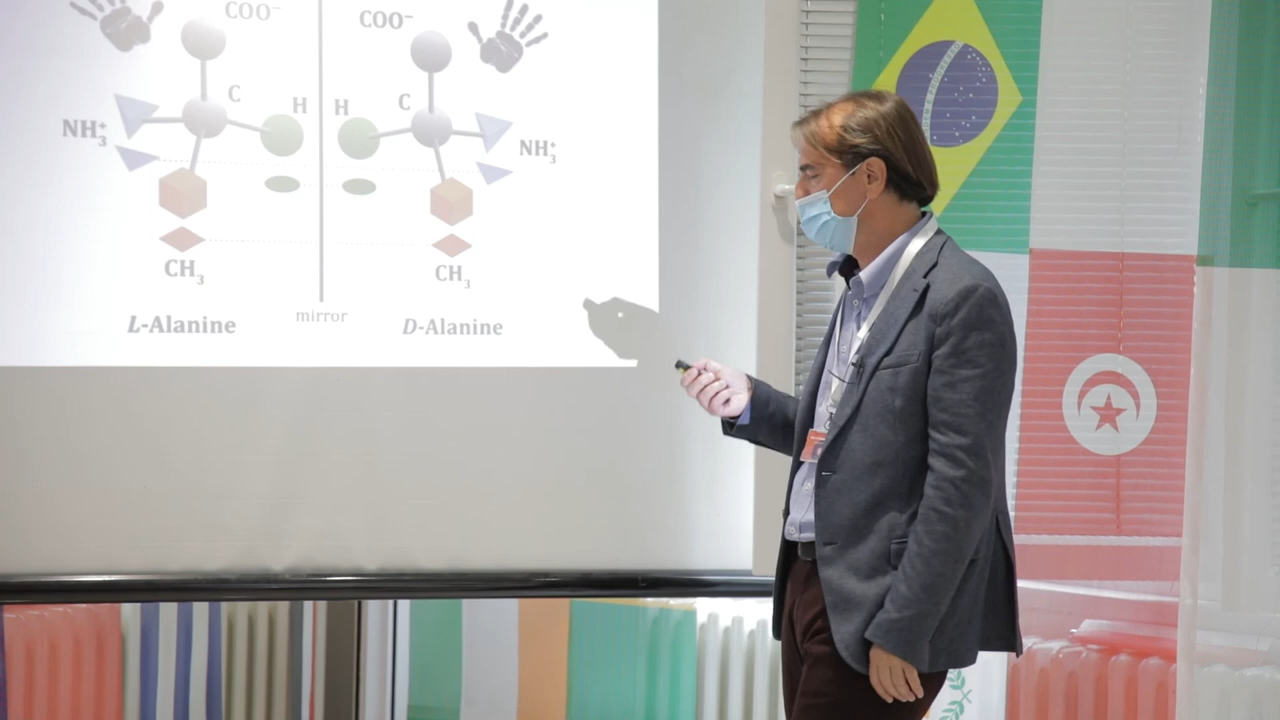 COO⁻ COO⁻
C H H C
NH₃⁺ NH₃⁺
CH₃ CH₃
mirror
L-Alanine D-Alanine